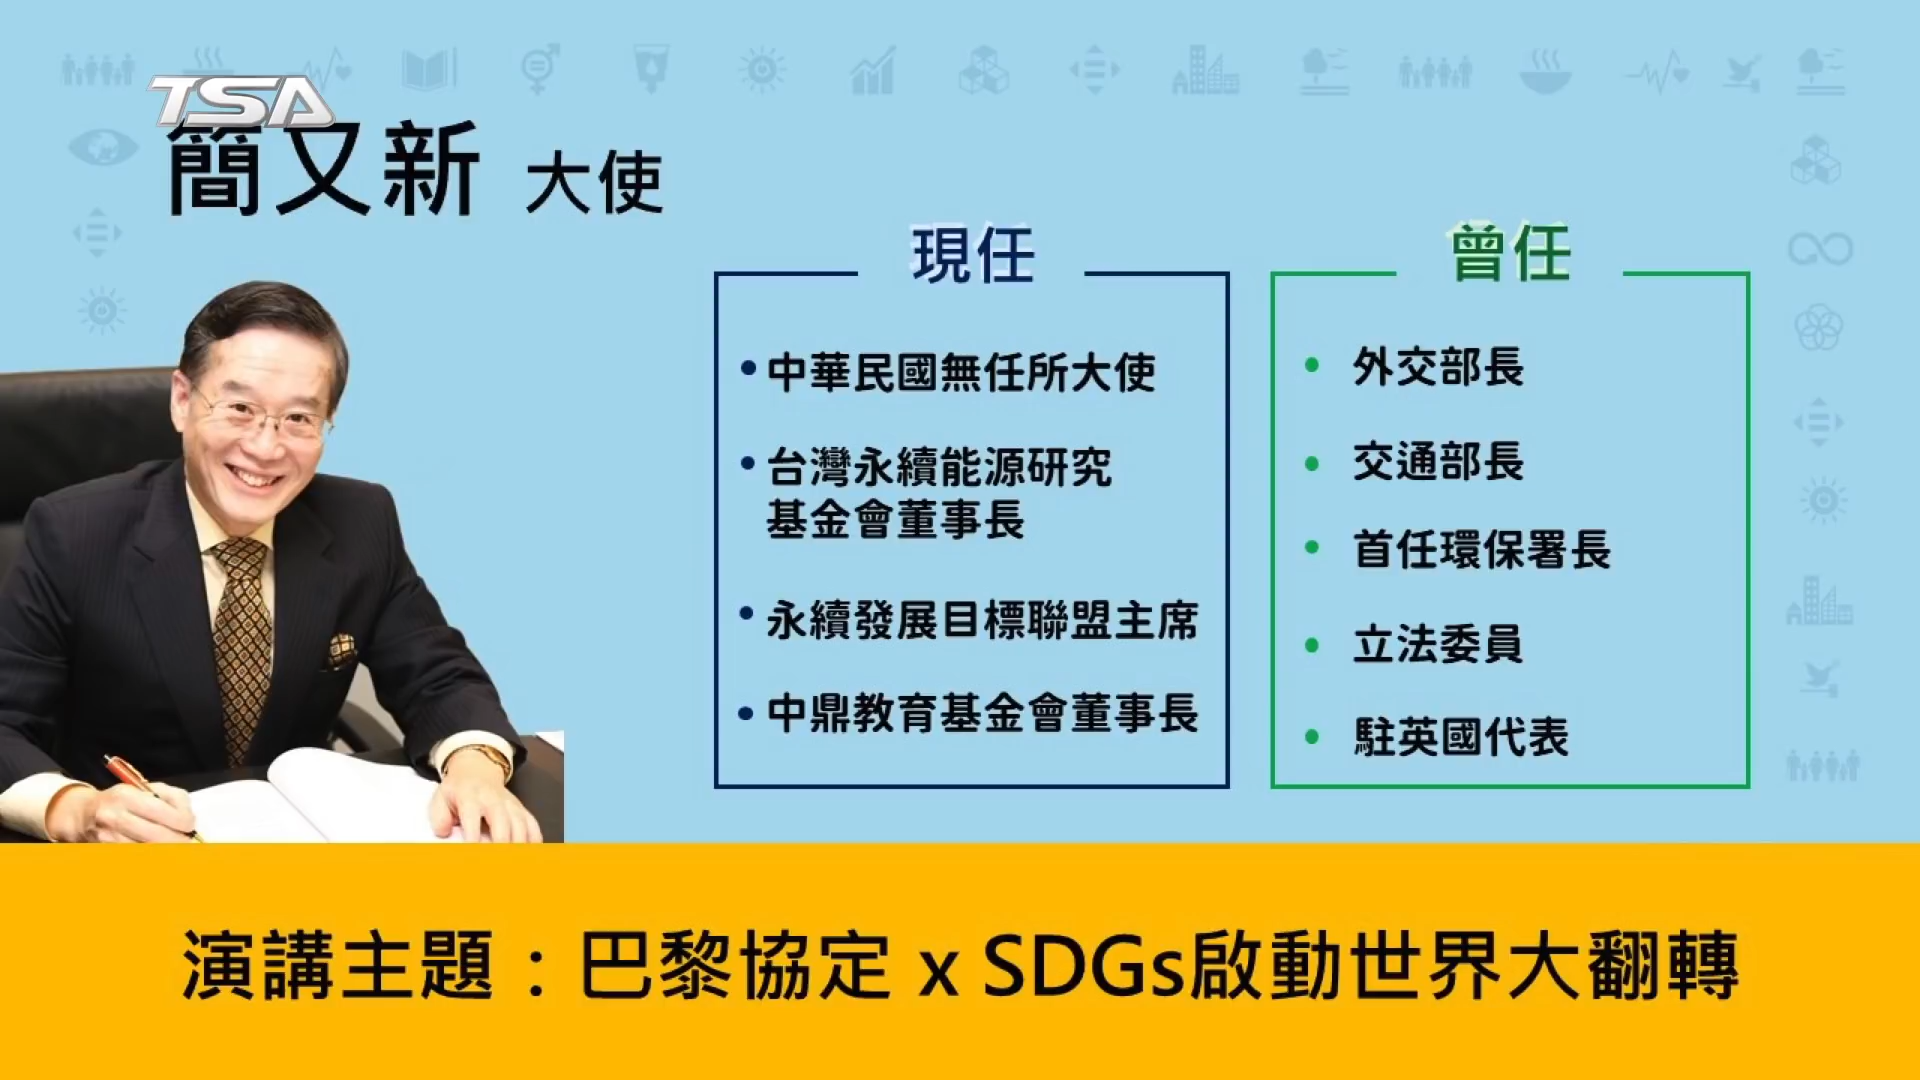 TSA
簡又新 大使
現任
• 中華民國無任所大使
• 台灣永續能源研究
基金會董事長
• 永續發展目標聯盟主席
• 中鼎教育基金會董事長
曾任
• 外交部長
• 交通部長
• 首任環保署長
• 立法委員
• 駐英國代表
演講主題：巴黎協定 x SDGs啟動世界大翻轉